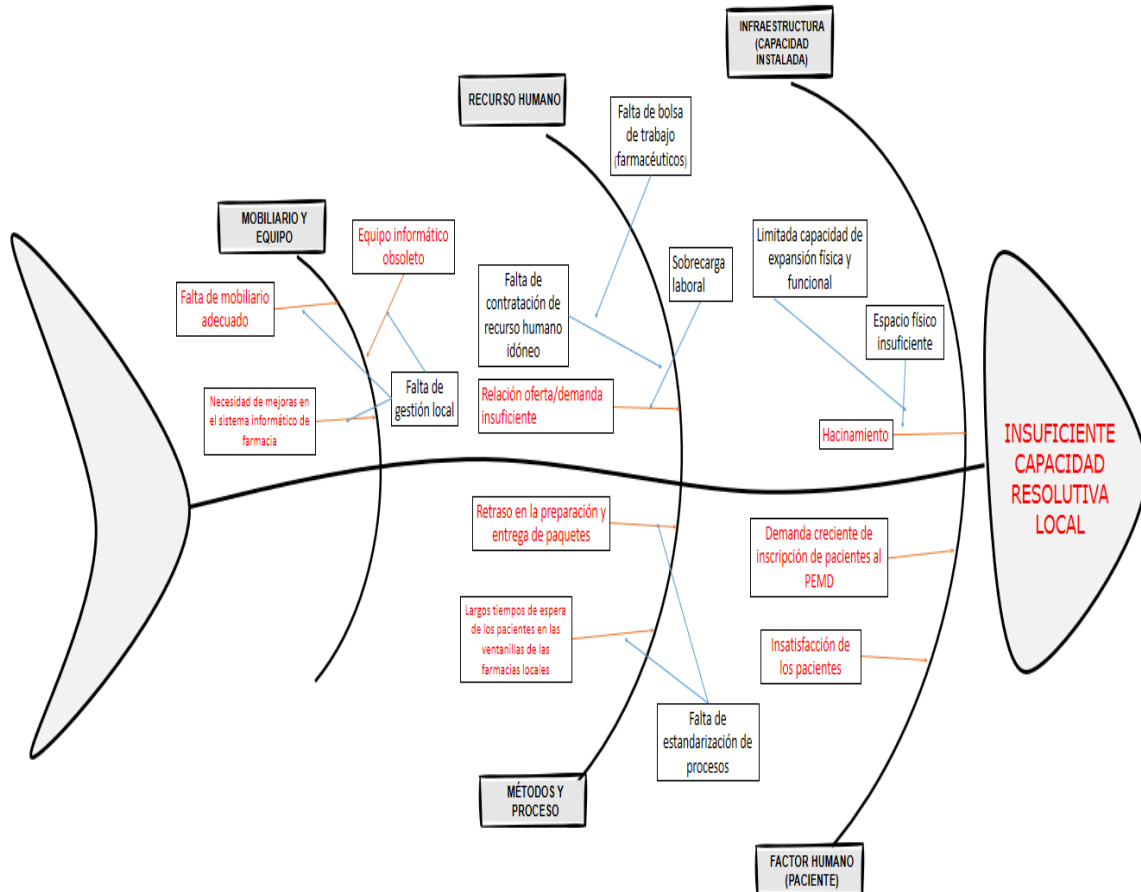 INFRAESTRUCTURA
(CAPACIDAD
INSTALADA)
RECURSO HUMANO
Falta de bolsa
de trabajo
(farmacéuticos)
MOBILIARIO Y
EQUIPO
Equipo informático
obsoleto
Limitada capacidad de
expansión física y
funcional
Sobrecarga
laboral
Falta de
contratación de
recurso humano
idóneo
Falta de mobiliario
adecuado
Espacio físico
insuficiente
Falta de
gestión local
Necesidad de mejoras en
el sistema informático de
farmacia
Relación oferta/demanda
insuficiente
Hacinamiento
INSUFICIENTE
CAPACIDAD
RESOLUTIVA
LOCAL
Retraso en la preparación y
entrega de paquetes
Demanda creciente de
inscripción de pacientes al
PEMD
Largos tiempos de espera
de los pacientes en las
ventanillas de las
farmacias locales
Insatisfacción de
los pacientes
Falta de
estandarización de
procesos
MÉTODOS Y
PROCESO
FACTOR HUMANO
(PACIENTE)